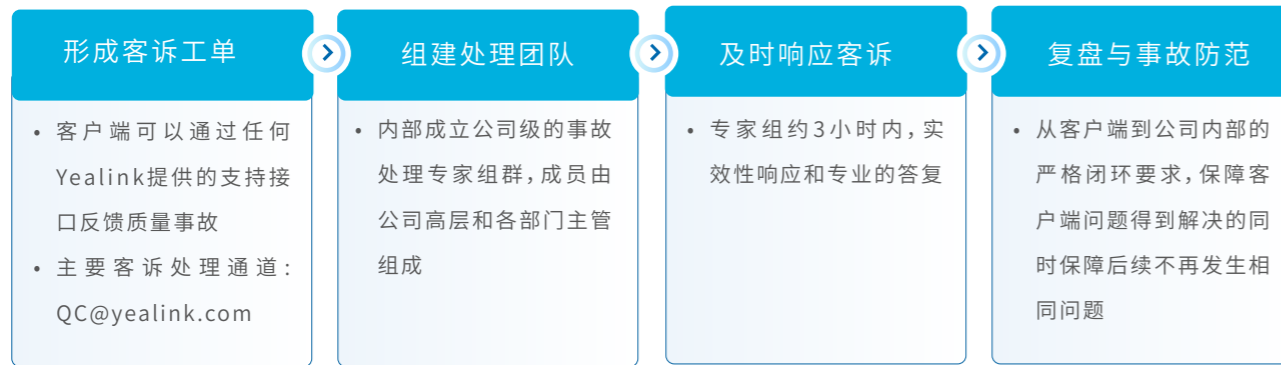 形成客诉工单
• 客户端可以通过任何
Yealink提供的支持接
口反馈质量事故
• 主要客诉处理通道:
QC@yealink.com
组建处理团队
• 内部成立公司级的事故
处理专家组群,成员由
公司高层和各部门主管
组成
及时响应客诉
• 专家组约3小时内,实
效性响应和专业的答复
复盘与事故防范
• 从客户端到公司内部的
严格闭环要求,保障客
户端问题得到解决的同
时保障后续不再发生相
同问题